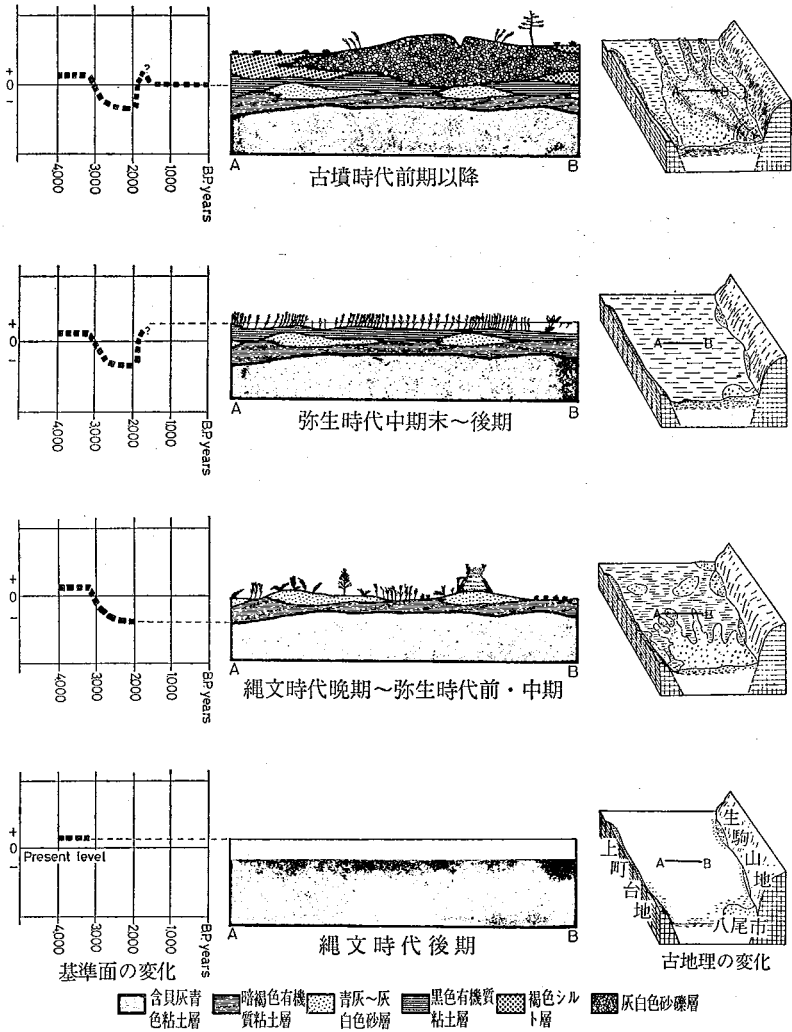 +
0
−
4000
3000
2000
1000
B.P. years
?
A
B
古墳時代前期以降
A
B
+
0
−
4000
3000
2000
1000
B.P. years
?
A
B
弥生時代中期末〜後期
A
B
+
0
−
4000
3000
2000
1000
B.P. years
A
B
縄文時代晩期〜弥生時代前・中期
A
B
+
0
−
Present level
4000
3000
2000
1000
B.P. years
基準面の変化
A
B
縄文時代後期
生駒山地
上町台地
A
B
八尾市
古地理の変化
含貝灰青
色粘土層
暗褐色有機
質粘土層
青灰〜灰
白色砂層
黒色有機質
粘土層
褐色シル
ト層
灰白色砂礫層